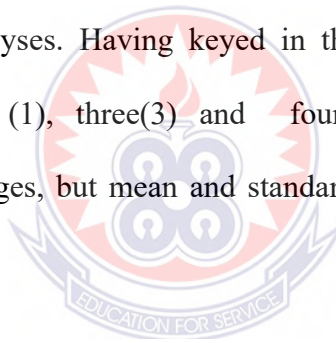 yses. Having keyed in th
(1), three(3) and four
ges, but mean and standar
EDUCATION FOR SERVICE